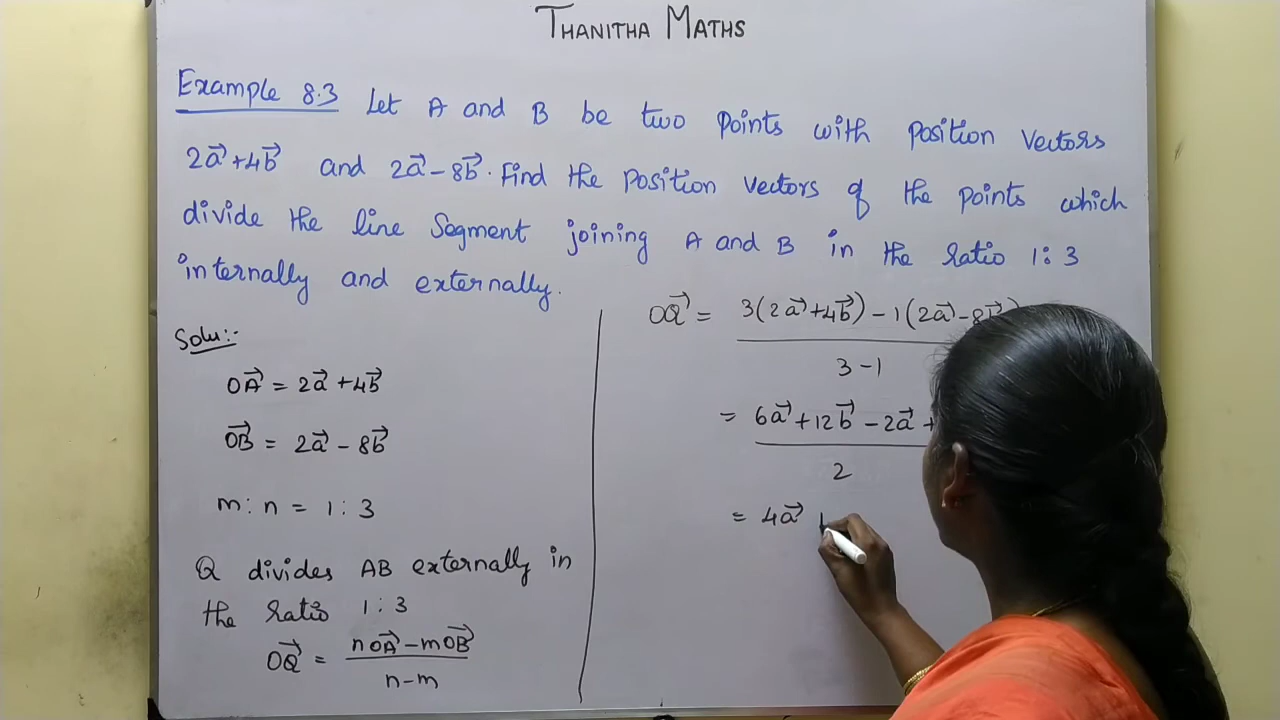 THANITHA MATHS
Example 8.3 Let A and B be two points with position vectors
2a⃗ + 4b⃗ and 2a⃗ - 8b⃗. Find the position vectors of the points which
divide the line segment joining A and B in the ratio 1:3
internally and externally.
Solu:-
OA⃗ = 2a⃗ + 4b⃗
OB⃗ = 2a⃗ - 8b⃗
m : n = 1 : 3
Q divides AB externally in
the ratio 1 : 3
OQ⃗ = nOA⃗ - mOB⃗
n - m
OQ⃗ = 3(2a⃗ + 4b⃗) - 1(2a⃗ - 8b⃗)
3 - 1
= 6a⃗ + 12b⃗ - 2a⃗ +
2
= 4a⃗